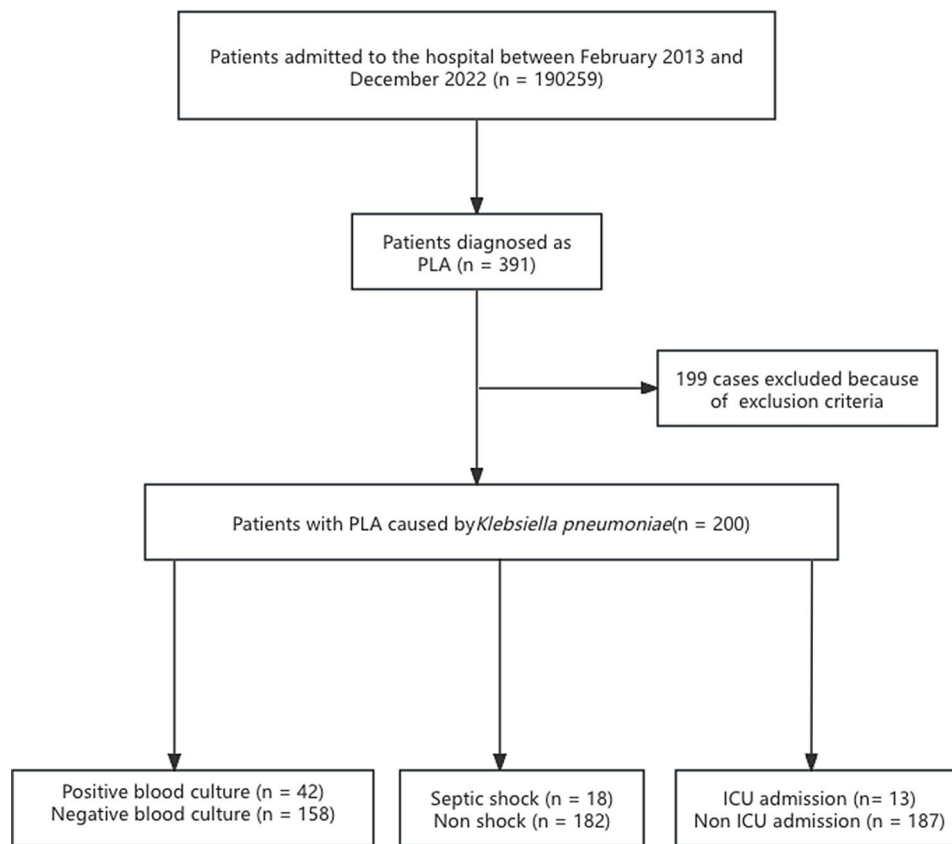 Patients admitted to the hospital between February 2013 and
December 2022 (n = 190259)
Patients diagnosed as
PLA (n = 391)
199 cases excluded because
of exclusion criteria
Patients with PLA caused byKlebsiella pneumoniae(n = 200)
Positive blood culture (n = 42)
Negative blood culture (n = 158)
Septic shock (n = 18)
Non shock (n = 182)
ICU admission (n= 13)
Non ICU admission (n = 187)